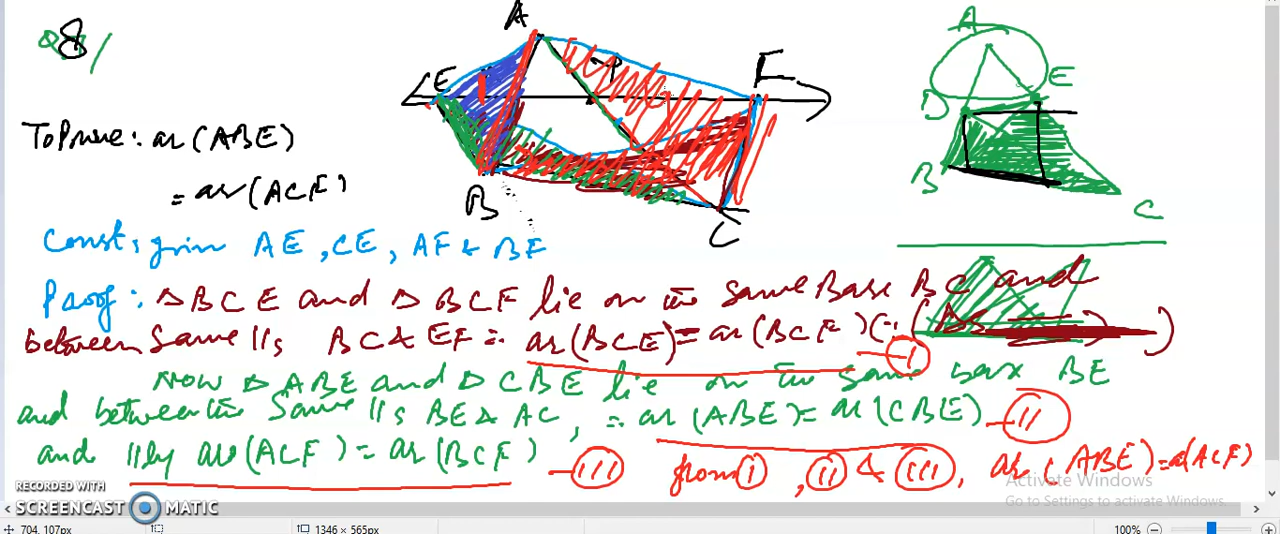 Q 8/
A
E
P
F
B
C
A
D
E
B
C
To Prove : ar (ABE)
= ar (ACF)
Const : join AE , CE , AF & BF
Proof : Δ BCE and Δ BCF lie on the same Base BC and
between same ||s BC & EF ∴ ar (BCE) = ar (BCF) (∵ Δs ) I
Now Δ ABE and Δ CBE lie on the same base BE
and between the same ||s BE & AC , ∴ ar (ABE) = ar (CBE) II
and ||ly ar (ACF) = ar (BCF) III from I , II & III , ar (ABE) = ar (ACF)
Activate Windows
Go to Settings to activate Windows.
RECORDED WITH
SCREENCAST MATIC
704, 107px
1346 × 565px
100%